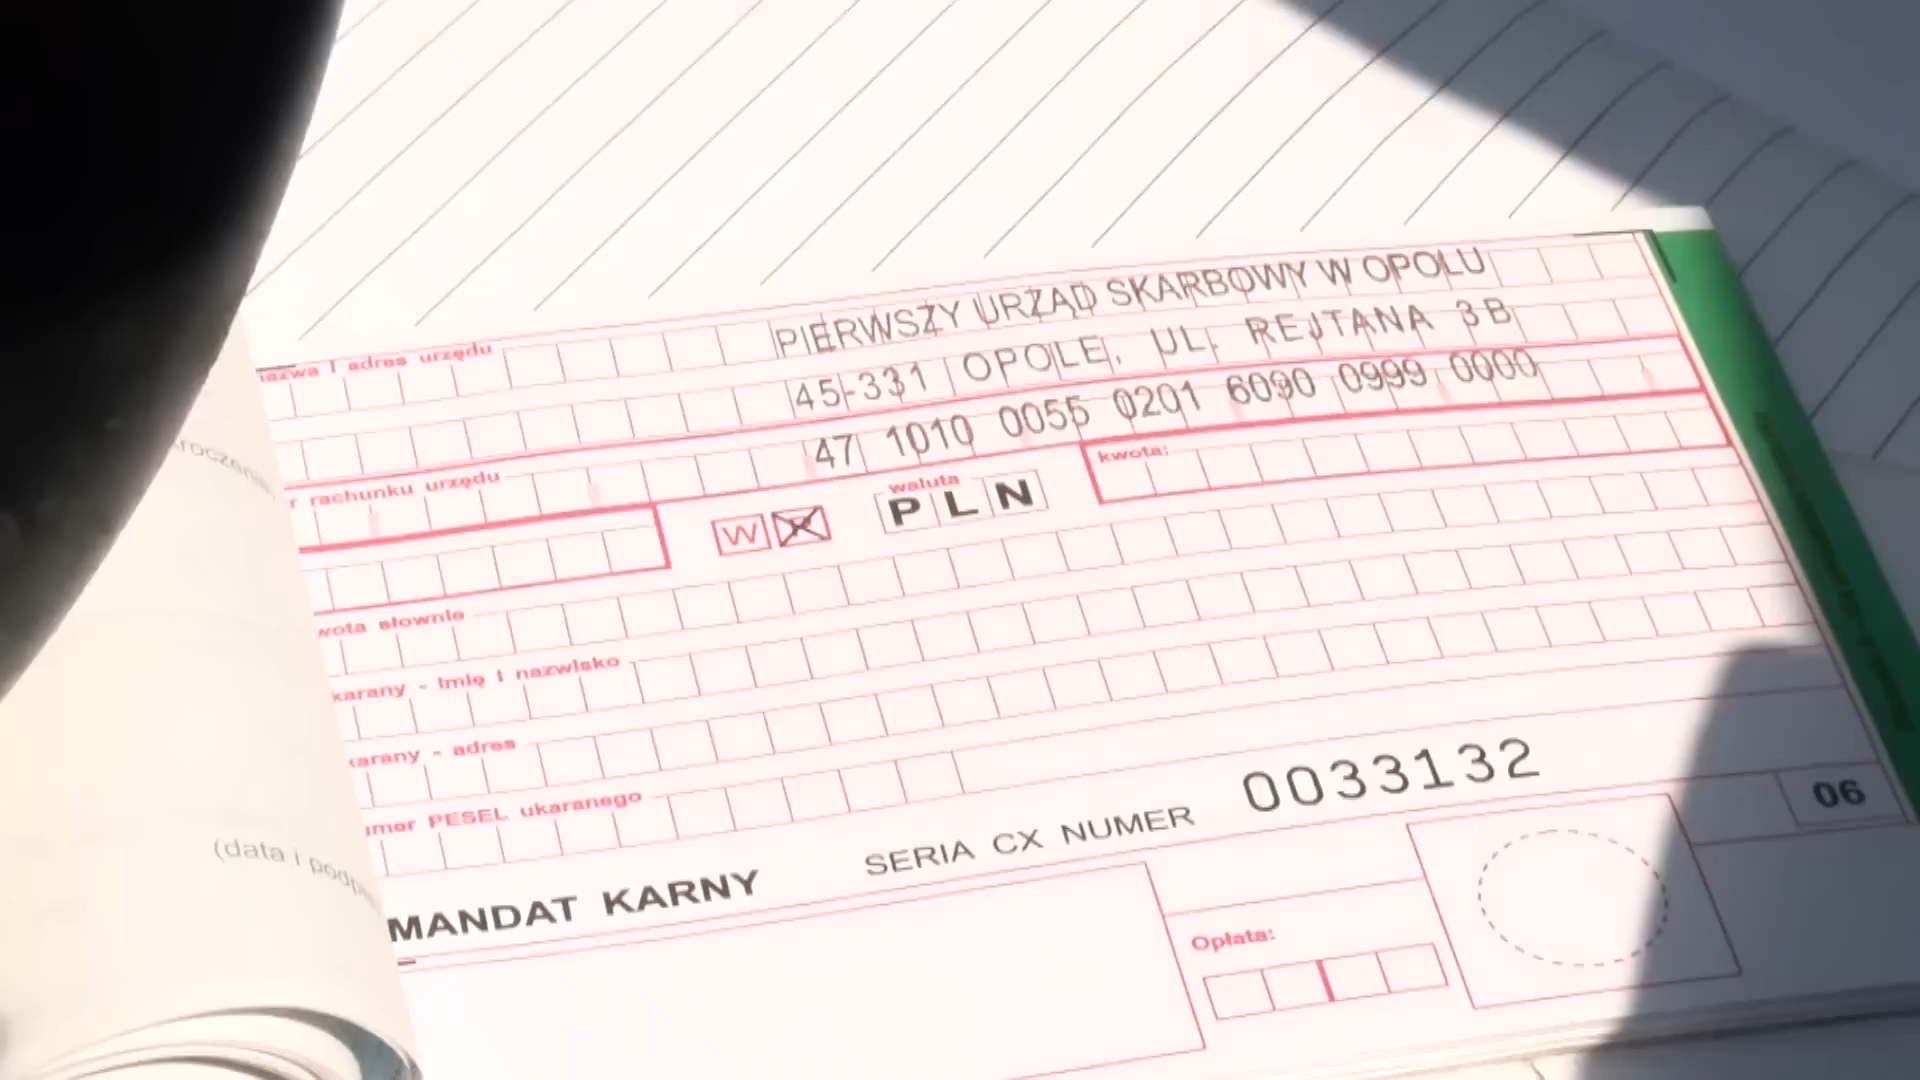 nazwa i adres urzędu
PIERWSZY URZĄD SKARBOWY W OPOLU
45-331 OPOLE, UL. REJTANA 3B
r rachunku urzędu
47 1010 0055 0201 6090 0999 0000
W
waluta
PLN
kwota:
wota słownie
karany - imię i nazwisko
karany - adres
umer PESEL ukaranego
MANDAT KARNY SERIA CX NUMER 0033132
06
Opłata:
(data i podp